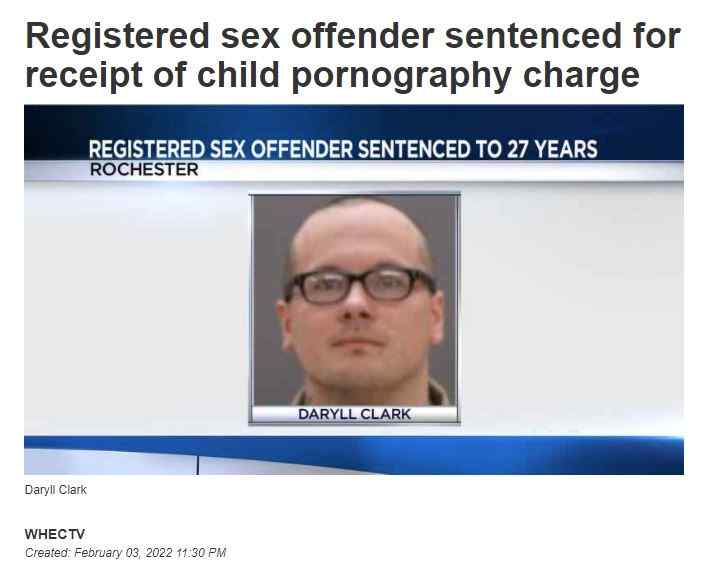 Registered sex offender sentenced for
receipt of child pornography charge
REGISTERED SEX OFFENDER SENTENCED TO 27 YEARS
ROCHESTER
DARYLL CLARK
Daryll Clark
WHECTV
Created: February 03, 2022 11:30 PM